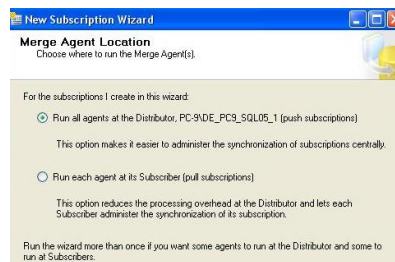 New Subscription Wizard
Merge Agent Location
Choose where to run the Merge Agent(s).
For the subscriptions I create in this wizard:
Run all agents at the Distributor, PC-9\DE_PC9_SQL05_1 (push subscriptions)
This option makes it easier to administer the synchronization of subscriptions centrally.
Run each agent at its Subscriber (pull subscriptions)
This option reduces the processing overhead at the Distributor and lets each
Subscriber administer the synchronization of its subscription.
Run the wizard more than once if you want some agents to run at the Distributor and some to
run at Subscribers.